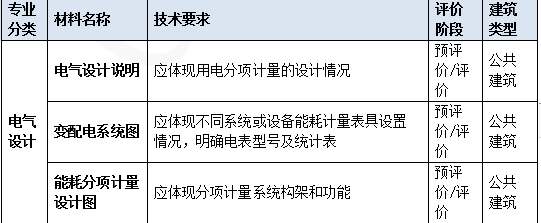 专业分类 材料名称 技术要求 评价阶段 建筑类型
电气设计
电气设计说明 应体现用电分项计量的设计情况 预评价/评价 公共建筑
变配电系统图 应体现不同系统或设备能耗计量表具设置情况，明确电表型号及统计表 预评价/评价 公共建筑
能耗分项计量设计图 应体现分项计量系统构架和功能 预评价/评价 公共建筑